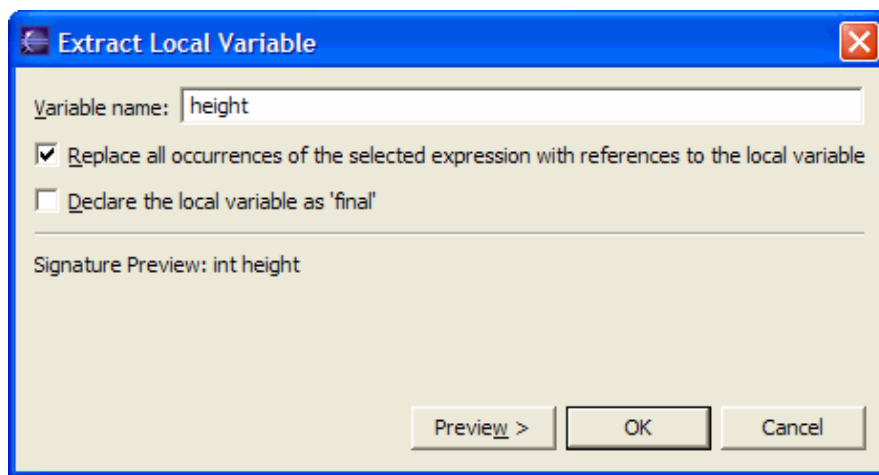 Extract Local Variable
Variable name: height
Replace all occurrences of the selected expression with references to the local variable
Declare the local variable as 'final'
Signature Preview: int height
Preview > OK Cancel